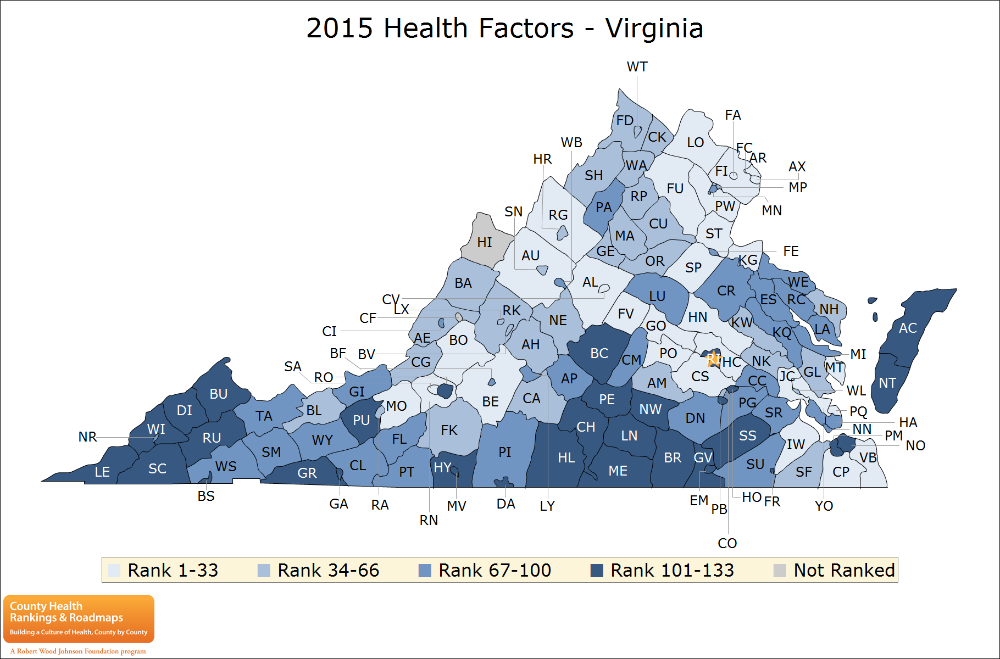 2015 Health Factors - Virginia
WT
FA
FD
CK
LO
WB
FC
HR
AR
WA
FI
AX
SH
FU
MP
RP
PA
PW
MN
SN
RG
CU
ST
MA
HI
GE
FE
AU
OR
KG
SP
BA
AL
WE
CR
LU
CV
ES
RC
LX
RK
NH
CF
FV
HN
NE
KW
GO
LA
AC
CI
KQ
AE
BO
AH
BF
BV
BC
PO
MI
CM
RI
HC
NK
CG
SA
MT
GL
RO
CS
JC
AP
AM
CC
NT
GI
WL
BU
CA
PE
BE
PG
MO
DI
BL
NW
SR
PQ
TA
PU
DN
HA
WI
CH
FK
NN
NR
RU
WY
FL
LN
SS
PM
IW
NO
SM
PI
HL
BR
GV
VB
WS
CL
HY
SU
SC
LE
GR
PT
ME
SF
CP
BS
GA
RA
MV
DA
LY
EM
PB
HO
FR
YO
RN
CO
Rank 1-33 Rank 34-66 Rank 67-100 Rank 101-133 Not Ranked
County Health
Rankings & Roadmaps
Building a Culture of Health, County by County
A Robert Wood Johnson Foundation program